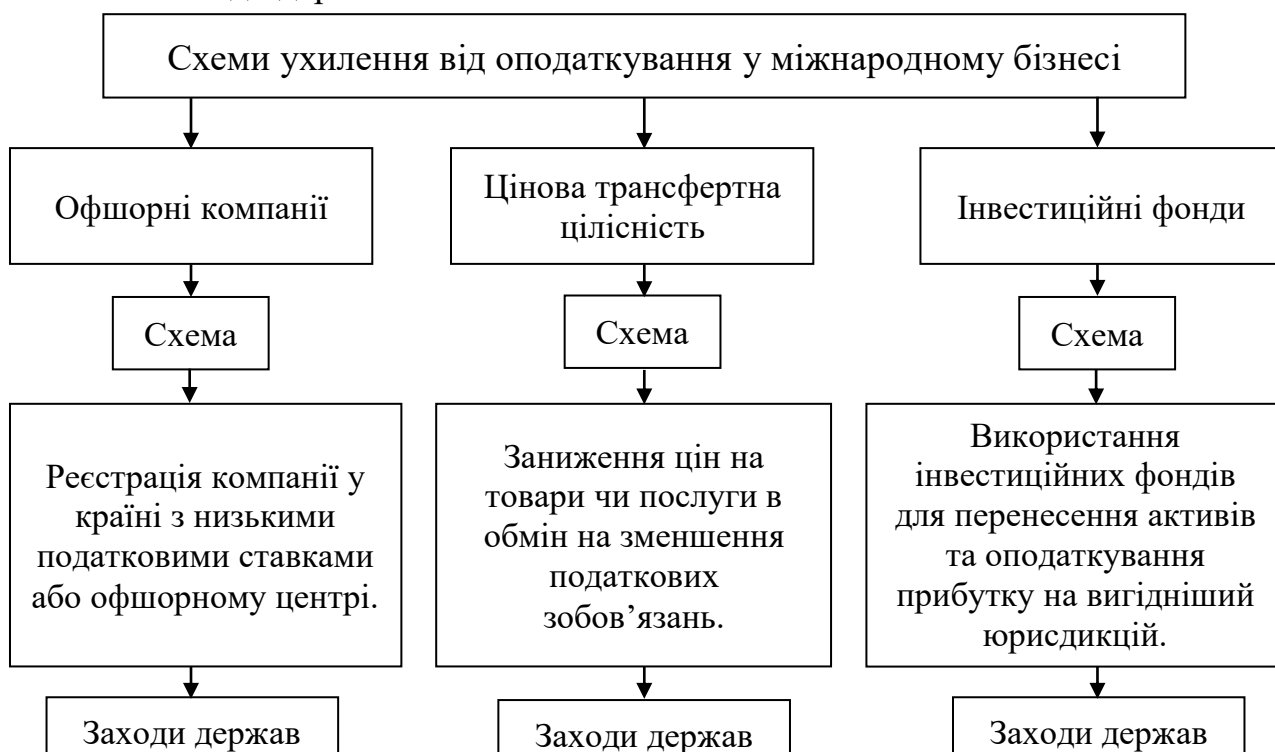 Схеми ухилення від оподаткування у міжнародному бізнесі
Офшорні компанії
Цінова трансфертна
цілісність
Інвестиційні фонди
Схема
Схема
Схема
Реєстрація компанії у
країні з низькими
податковими ставками
або офшорному центрі.
Заниження цін на
товари чи послуги в
обмін на зменшення
податкових
зобов’язань.
Використання
інвестиційних фондів
для перенесення активів
та оподаткування
прибутку на вигідніший
юрисдикцій.
Заходи держав
Заходи держав
Заходи держав